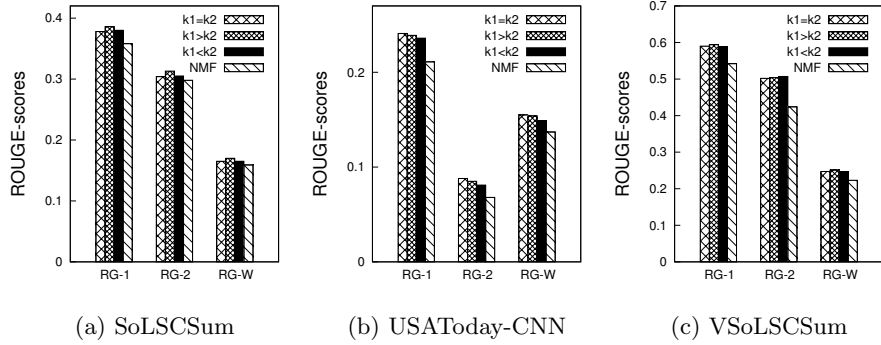 0.4
0.3
0.2
0.1
0
ROUGE-scores
k1=k2
k1>k2
k1<k2
NMF
RG-1 RG-2 RG-W
(a) SoLSCSum
0.2
0.1
0
ROUGE-scores
k1=k2
k1>k2
k1<k2
NMF
RG-1 RG-2 RG-W
(b) USAToday-CNN
0.7
0.6
0.5
0.4
0.3
0.2
0.1
0
ROUGE-scores
k1=k2
k1>k2
k1<k2
NMF
RG-1 RG-2 RG-W
(c) VSoLSCSum